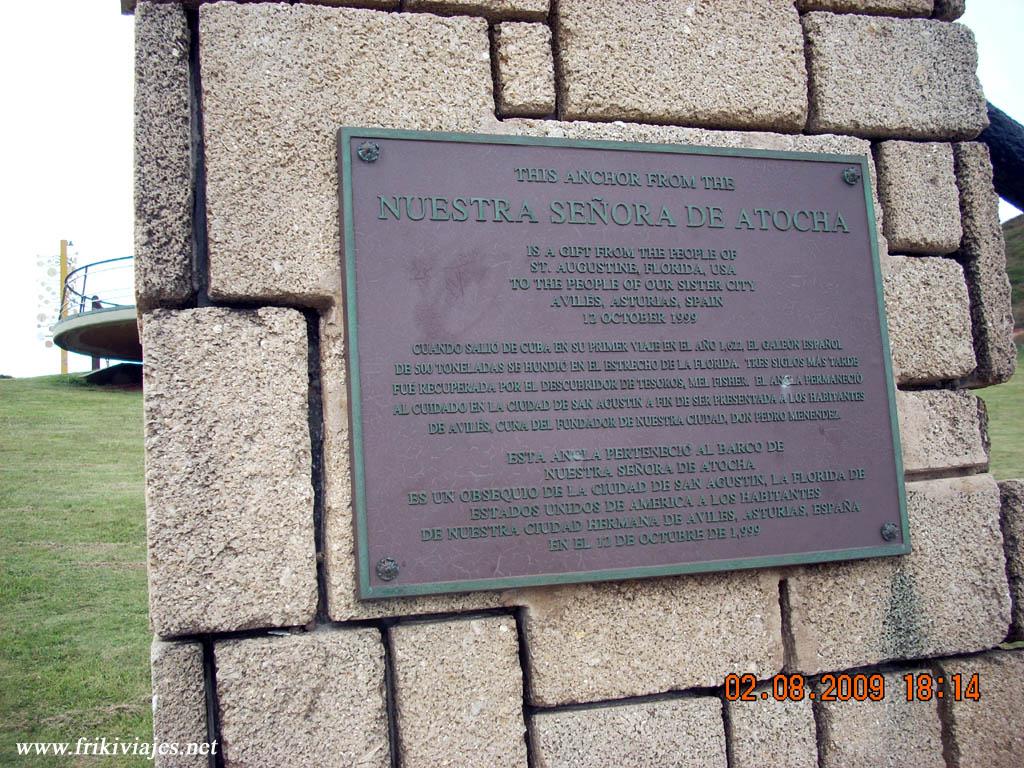 THIS ANCHOR FROM THE
NUESTRA SEÑORA DE ATOCHA
IS A GIFT FROM THE PEOPLE OF
ST. AUGUSTINE, FLORIDA, USA
TO THE PEOPLE OF OUR SISTER CITY
AVILES, ASTURIAS, SPAIN
12 OCTOBER 1999
CUANDO SALIÓ DE CUBA EN SU PRIMER VIAJE EN EL AÑO 1,622, EL GALEÓN ESPAÑOL
DE 500 TONELADAS SE HUNDIÓ EN EL ESTRECHO DE LA FLORIDA. TRES SIGLOS MÁS TARDE
FUÉ RECUPERADA POR EL DESCUBRIDOR DE TESOROS, MEL FISHER. EL ANCLA PERMANECIÓ
AL CUIDADO EN LA CIUDAD DE SAN AGUSTIN A FIN DE SER PRESENTADA A LOS HABITANTES
DE AVILÉS, CUNA DEL FUNDADOR DE NUESTRA CIUDAD, DON PEDRO MENÉNDEZ.
ESTA ANCLA PERTENECIÓ AL BARCO DE
NUESTRA SEÑORA DE ATOCHA
ES UN OBSEQUIO DE LA CIUDAD DE SAN AGUSTIN, LA FLORIDA DE
ESTADOS UNIDOS DE AMERICA A LOS HABITANTES
DE NUESTRA CIUDAD HERMANA DE AVILES, ASTURIAS, ESPAÑA
EN EL 12 DE OCTUBRE DE 1,999
02.08.2009 18:14
www.frikiviajes.net